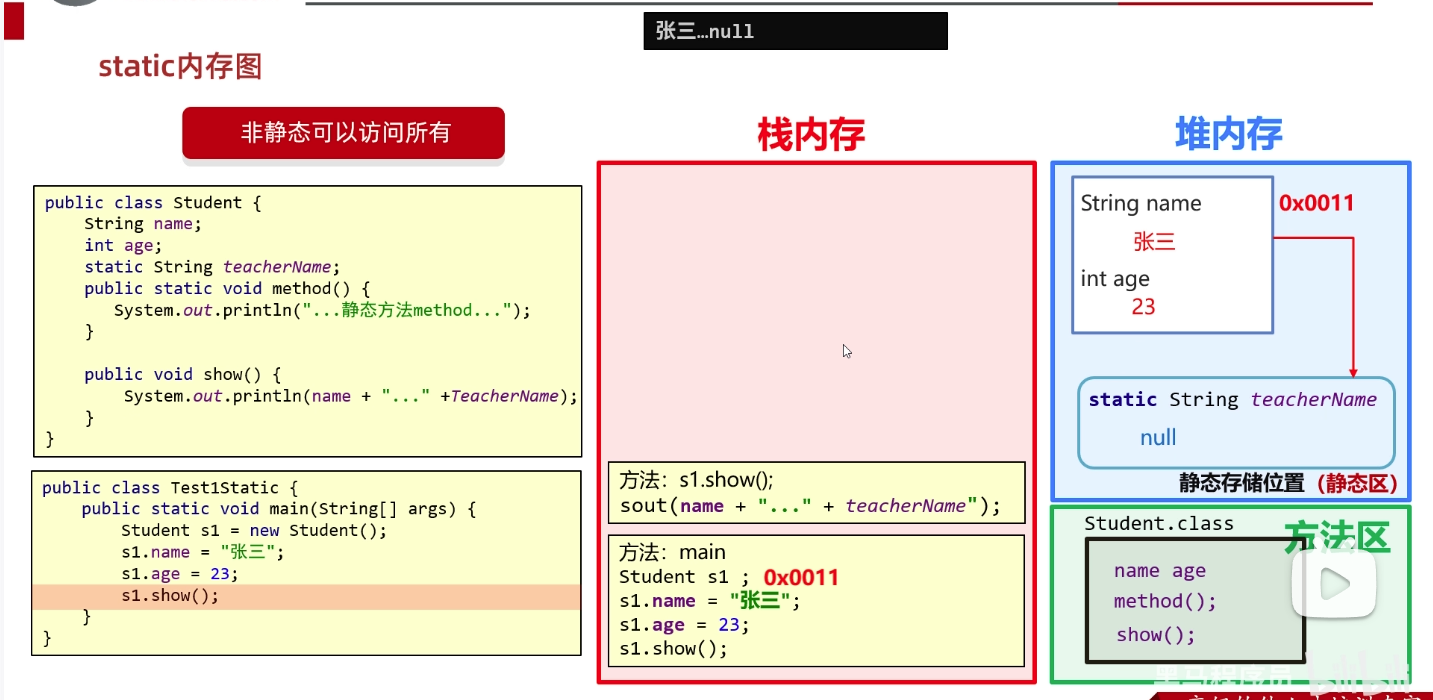 张三…null
static内存图
非静态可以访问所有
public class Student {
String name;
int age;
static String teacherName;
public static void method() {
System.out.println("...静态方法method...");
}
public void show() {
System.out.println(name + "..." +TeacherName);
}
}
public class Test1Static {
public static void main(String[] args) {
Student s1 = new Student();
s1.name = "张三";
s1.age = 23;
s1.show();
}
}
栈内存
方法：s1.show();
sout(name + "..." + teacherName");
方法：main
Student s1 ; 0x0011
s1.name = "张三";
s1.age = 23;
s1.show();
堆内存
String name
0x0011
张三
int age
23
static String teacherName
null
静态存储位置（静态区）
Student.class
方法区
name age
method();
show();